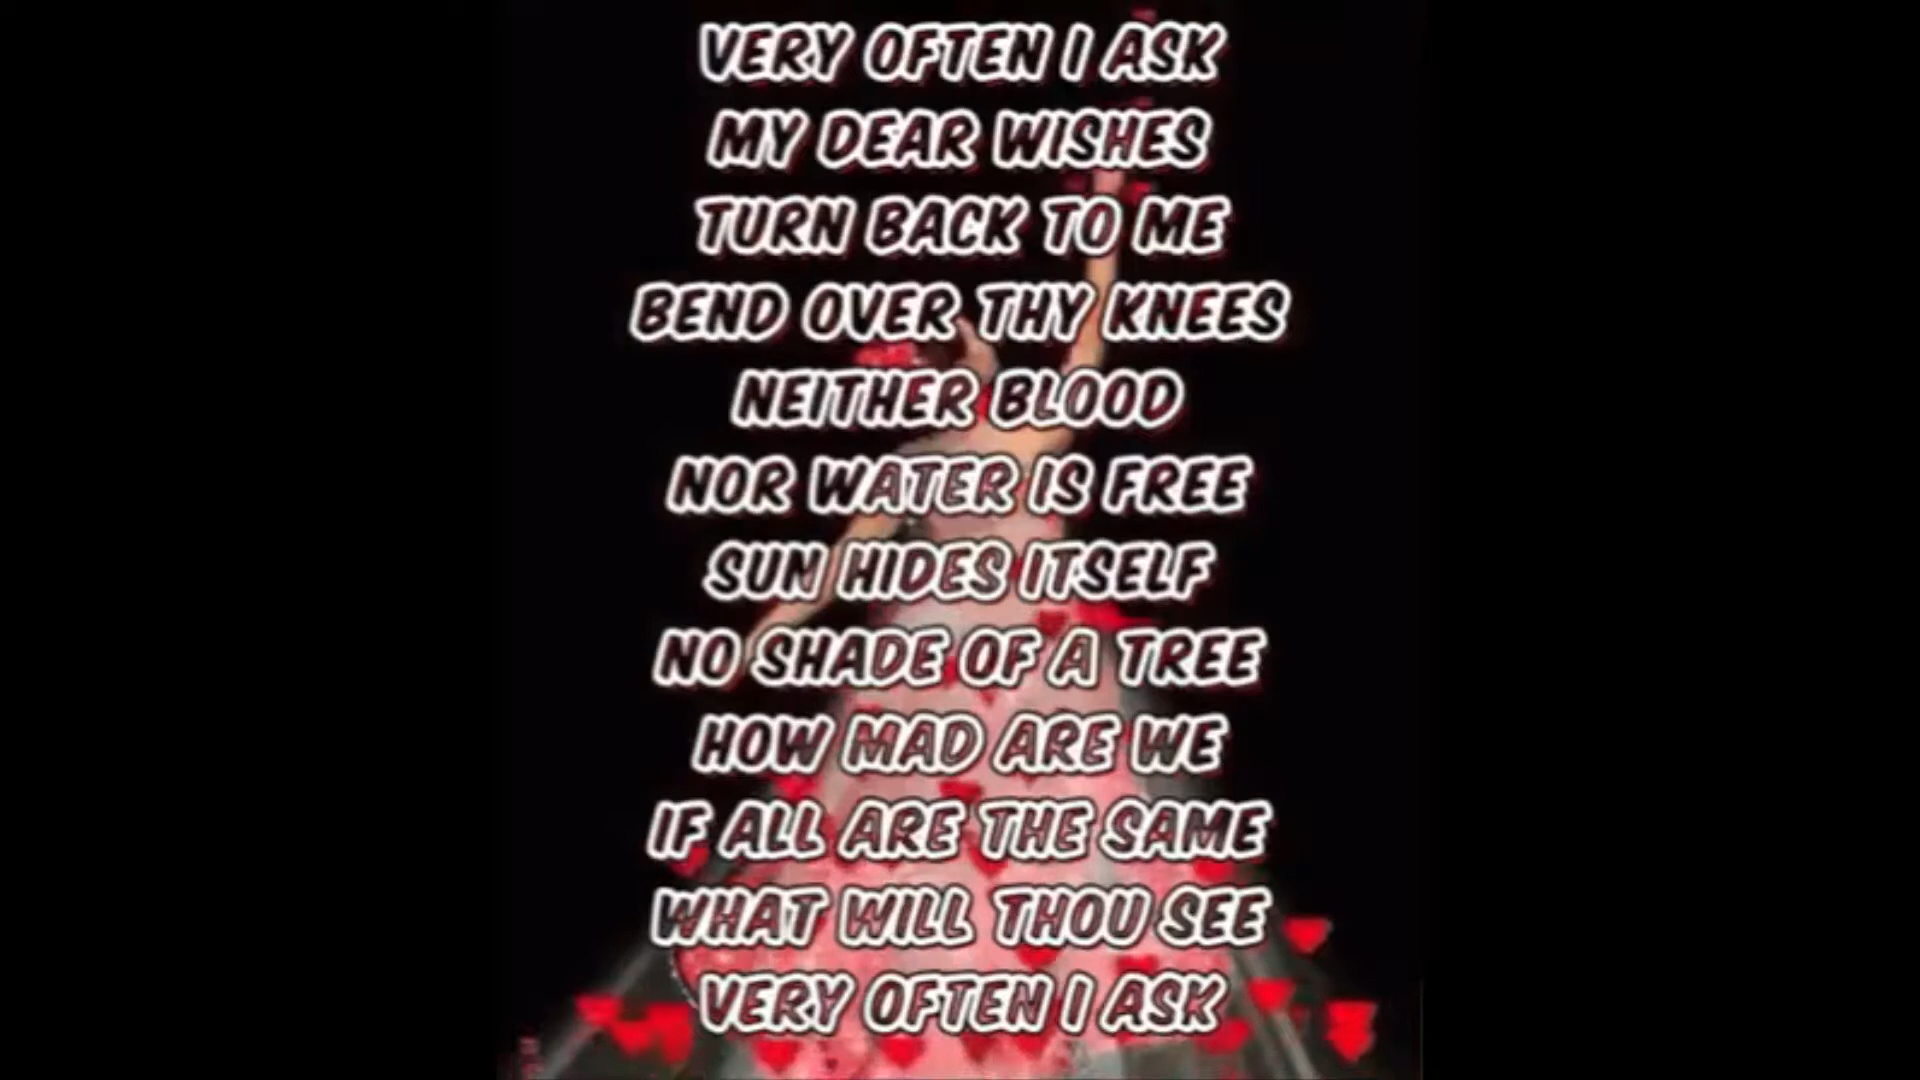 VERY OFTEN I ASK
MY DEAR WISHES
TURN BACK TO ME
BEND OVER THY KNEES
NEITHER BLOOD
NOR WATER IS FREE
SUN HIDES ITSELF
NO SHADE OF A TREE
HOW MAD ARE WE
IF ALL ARE THE SAME
WHAT WILL THOU SEE
VERY OFTEN I ASK